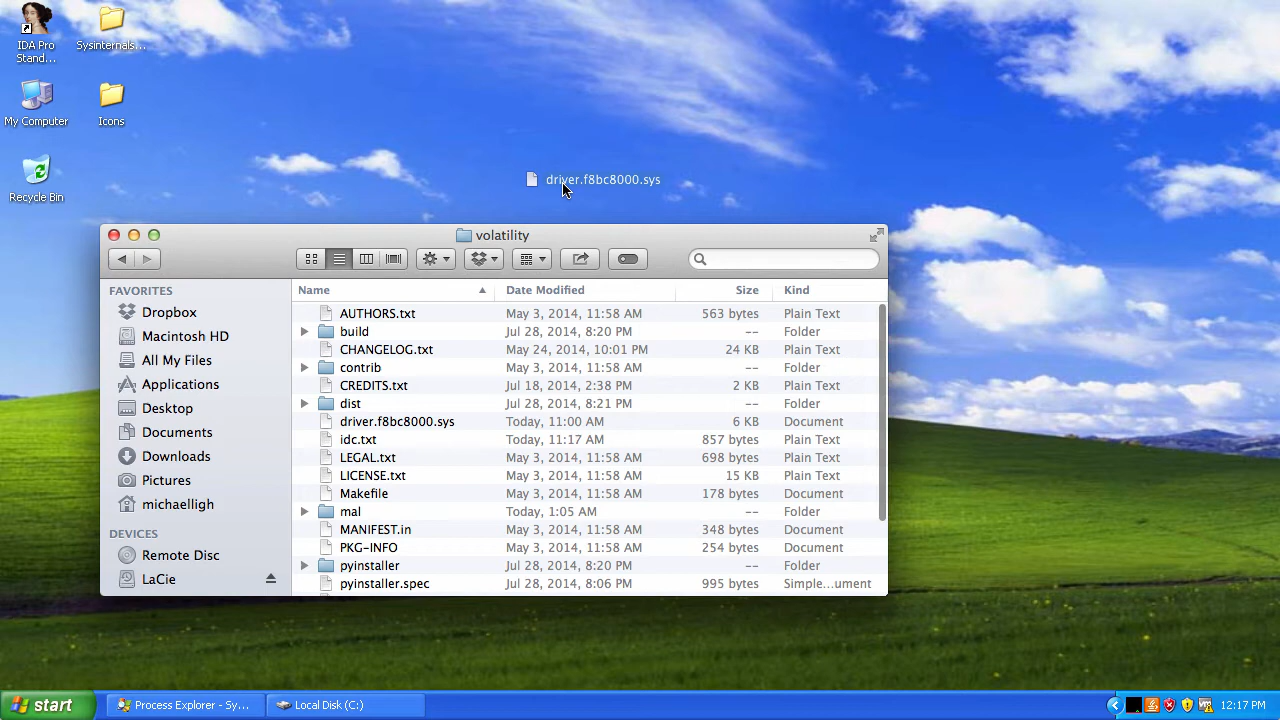 IDA Pro
Stand...
Sysinternals...
My Computer
Icons
Recycle Bin
driver.f8bc8000.sys
volatility
FAVORITES
Dropbox
Macintosh HD
All My Files
Applications
Desktop
Documents
Downloads
Pictures
michaelligh
DEVICES
Remote Disc
LaCie
Name Date Modified Size Kind
AUTHORS.txt May 3, 2014, 11:58 AM 563 bytes Plain Text
build Jul 28, 2014, 8:20 PM -- Folder
CHANGELOG.txt May 24, 2014, 10:01 PM 24 KB Plain Text
contrib May 3, 2014, 11:58 AM -- Folder
CREDITS.txt Jul 18, 2014, 2:38 PM 2 KB Plain Text
dist Jul 28, 2014, 8:21 PM -- Folder
driver.f8bc8000.sys Today, 11:00 AM 6 KB Document
idc.txt Today, 11:17 AM 857 bytes Plain Text
LEGAL.txt May 3, 2014, 11:58 AM 698 bytes Plain Text
LICENSE.txt May 3, 2014, 11:58 AM 15 KB Plain Text
Makefile May 3, 2014, 11:58 AM 178 bytes Document
mal Today, 1:05 AM -- Folder
MANIFEST.in May 3, 2014, 11:58 AM 348 bytes Document
PKG-INFO May 3, 2014, 11:58 AM 254 bytes Document
pyinstaller Jul 28, 2014, 8:20 PM -- Folder
pyinstaller.spec Jul 28, 2014, 8:06 PM 995 bytes Simple...ument
start
Process Explorer - Sy...
Local Disk (C:)
12:17 PM